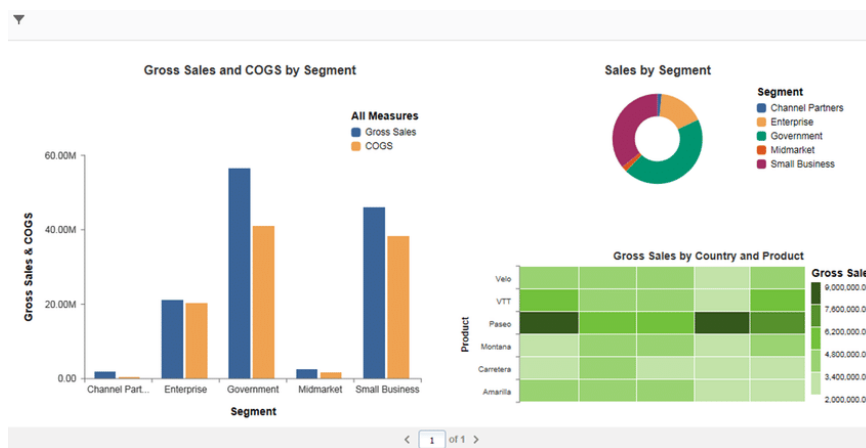 Gross Sales and COGS by Segment
All Measures
Gross Sales
COGS
60.00M
40.00M
20.00M
0.00
Gross Sales & COGS
Channel Part...
Enterprise
Government
Midmarket
Small Business
Segment
Sales by Segment
Segment
Channel Partners
Enterprise
Government
Midmarket
Small Business
Gross Sales by Country and Product
Product
Velo
VTT
Paseo
Montana
Carretera
Amarilla
Gross Sale
9,000,000.0
7,600,000.0
6,200,000.0
4,800,000.0
3,400,000.0
2,000,000.0
1 of 1